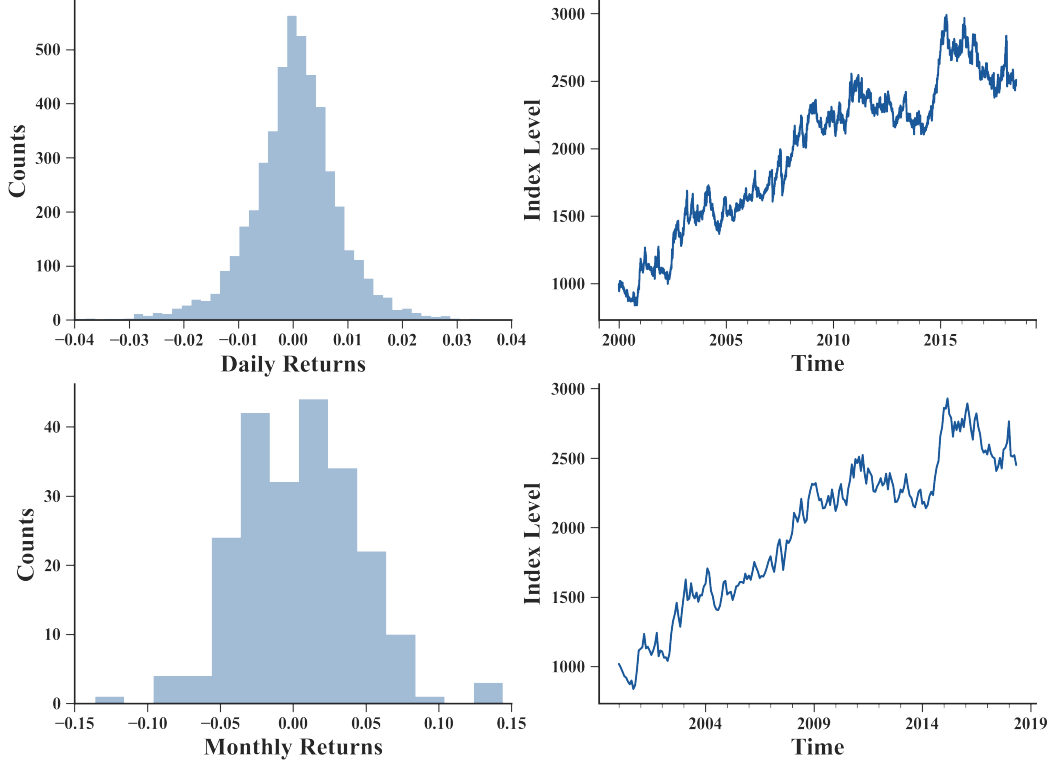 500
400
300
200
100
0
Counts
−0.04 −0.03 −0.02 −0.01 0.00 0.01 0.02 0.03 0.04
Daily Returns
3000
2500
2000
1500
1000
Index Level
2000 2005 2010 2015
Time
40
30
20
10
0
Counts
−0.15 −0.10 −0.05 0.00 0.05 0.10 0.15
Monthly Returns
3000
2500
2000
1500
1000
Index Level
2004 2009 2014 2019
Time